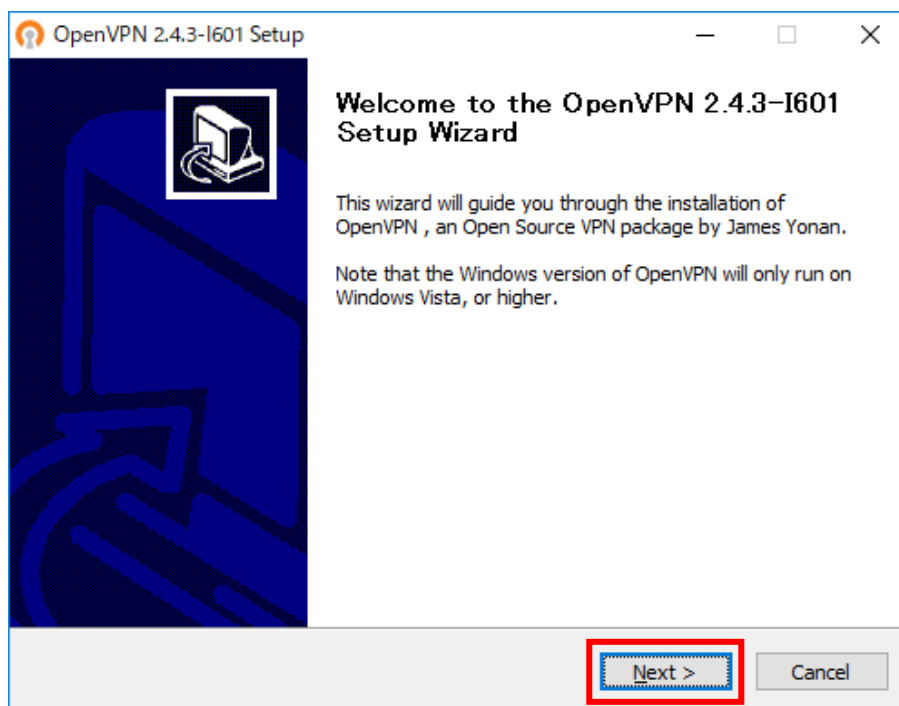 OpenVPN 2.4.3-I601 Setup
Welcome to the OpenVPN 2.4.3-I601
Setup Wizard
This wizard will guide you through the installation of
OpenVPN , an Open Source VPN package by James Yonan.
Note that the Windows version of OpenVPN will only run on
Windows Vista, or higher.
Next >
Cancel